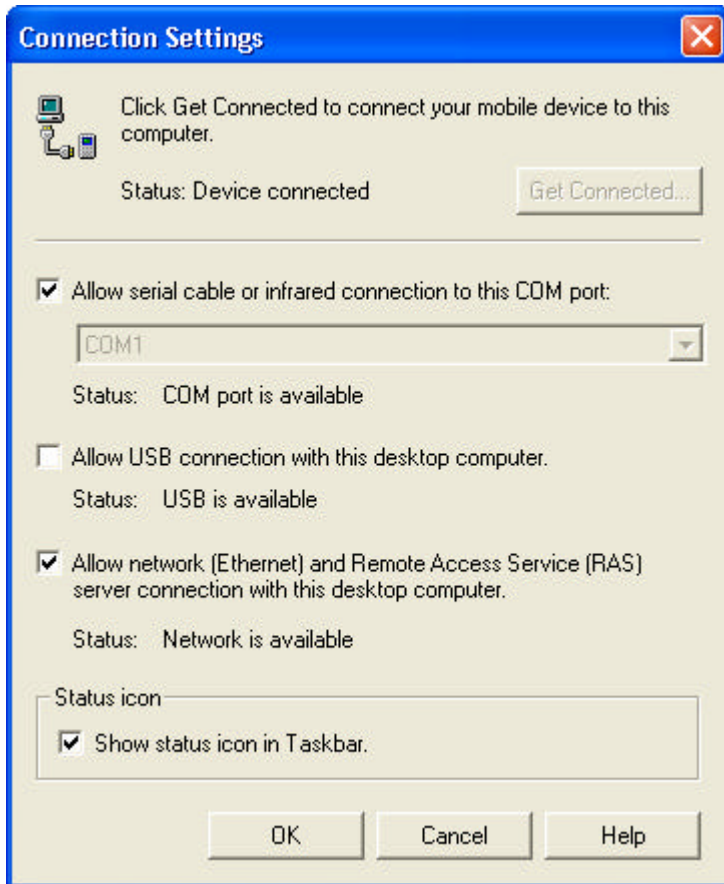 Connection Settings
Click Get Connected to connect your mobile device to this
computer.
Status: Device connected
Get Connected...
Allow serial cable or infrared connection to this COM port:
COM1
Status: COM port is available
Allow USB connection with this desktop computer.
Status: USB is available
Allow network (Ethernet) and Remote Access Service (RAS)
server connection with this desktop computer.
Status: Network is available
Status icon
Show status icon in Taskbar.
OK Cancel Help